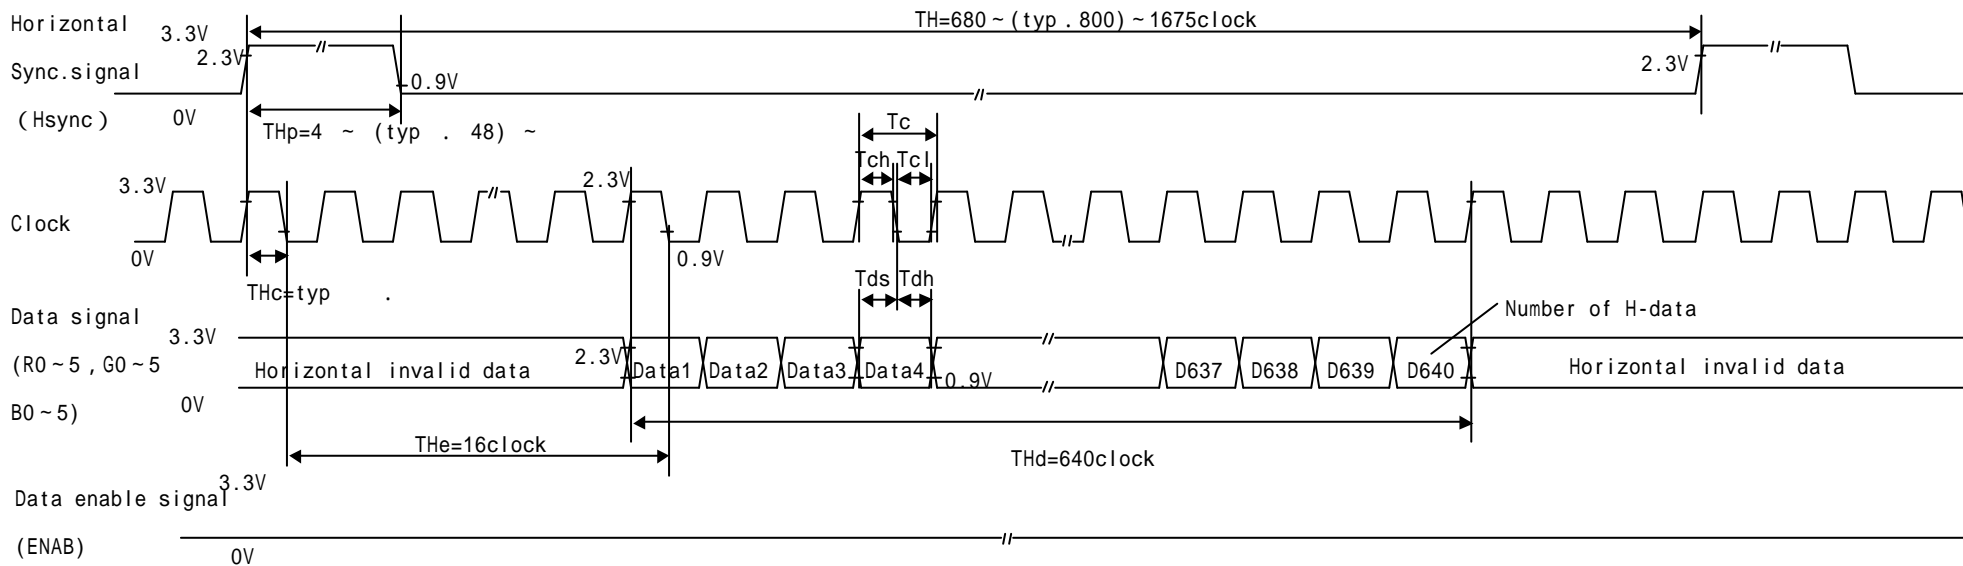 Horizontal
3.3V
TH=680~(typ.800)~1675clock
2.3V
2.3V
Sync.signal
0.9V
(Hsync)
0V
THp=4 ~ (typ . 48) ~
Tc
Tch Tcl
3.3V
2.3V
Clock
0V
0.9V
THc=typ .
Tds Tdh
Number of H-data
Data signal
3.3V
(R0~5,G0~5
2.3V
Horizontal invalid data
Data1 Data2 Data3 Data4
0.9V
D637 D638 D639 D640
Horizontal invalid data
B0~5)
0V
THe=16clock
THd=640clock
3.3V
Data enable signal
(ENAB)
0V